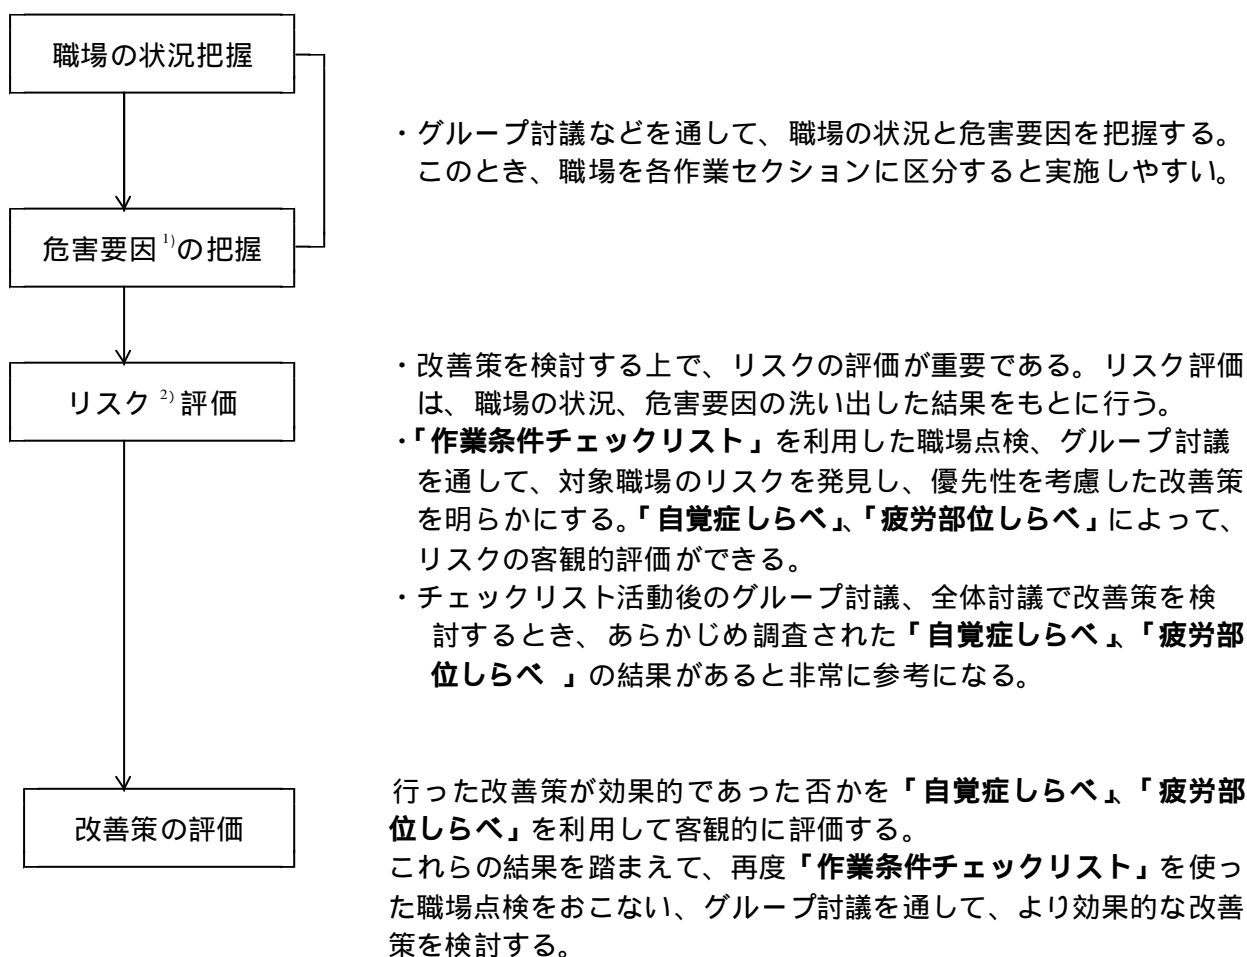 職場の状況把握
・グループ討議などを通して、職場の状況と危害要因を把握する。
このとき、職場を各作業セクションに区分すると実施しやすい。
危害要因1)の把握
リスク2)評価
・改善策を検討する上で、リスクの評価が重要である。リスク評価
は、職場の状況、危害要因の洗い出した結果をもとに行う。
・「作業条件チェックリスト」を利用した職場点検、グループ討議
を通して、対象職場のリスクを発見し、優先性を考慮した改善策
を明らかにする。「自覚症しらべ」、「疲労部位しらべ」によって、
リスクの客観的評価ができる。
・チェックリスト活動後のグループ討議、全体討議で改善策を検
討するとき、あらかじめ調査された「自覚症しらべ」、「疲労部
位しらべ 」の結果があると非常に参考になる。
改善策の評価
行った改善策が効果的であった否かを「自覚症しらべ」、「疲労部
位しらべ」を利用して客観的に評価する。
これらの結果を踏まえて、再度「作業条件チェックリスト」を使っ
た職場点検をおこない、グループ討議を通して、より効果的な改善
策を検討する。